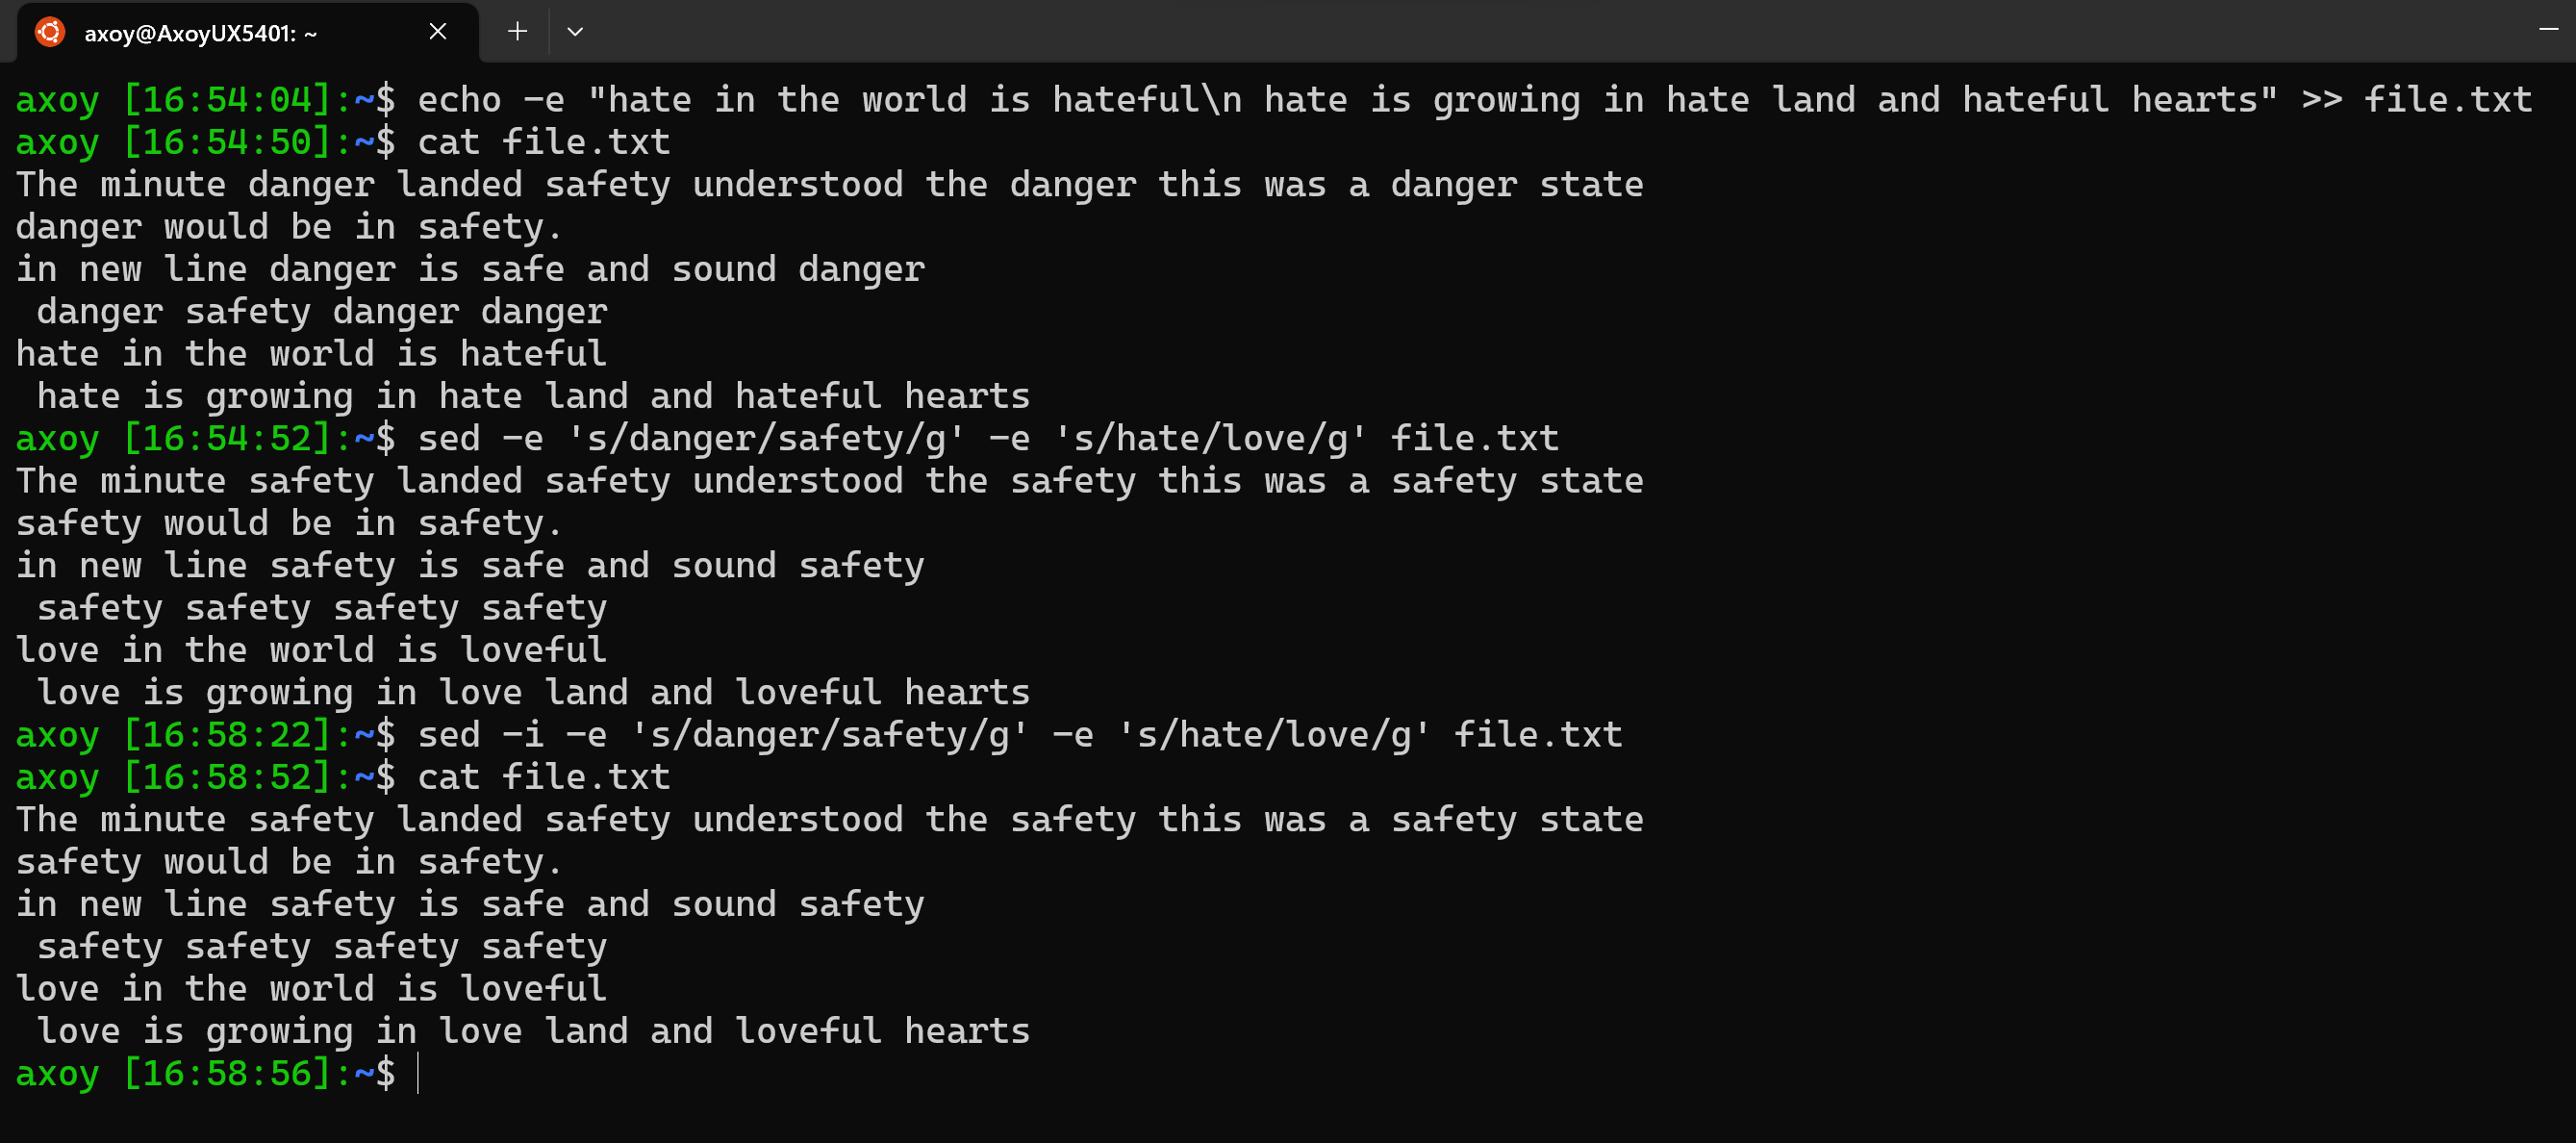 axoy@AxoyUX5401: ~
axoy [16:54:04]:~$ echo -e "hate in the world is hateful\n hate is growing in hate land and hateful hearts" >> file.txt
axoy [16:54:50]:~$ cat file.txt
The minute danger landed safety understood the danger this was a danger state
danger would be in safety.
in new line danger is safe and sound danger
 danger safety danger danger
hate in the world is hateful
 hate is growing in hate land and hateful hearts
axoy [16:54:52]:~$ sed -e 's/danger/safety/g' -e 's/hate/love/g' file.txt
The minute safety landed safety understood the safety this was a safety state
safety would be in safety.
in new line safety is safe and sound safety
 safety safety safety safety
love in the world is loveful
 love is growing in love land and loveful hearts
axoy [16:58:22]:~$ sed -i -e 's/danger/safety/g' -e 's/hate/love/g' file.txt
axoy [16:58:52]:~$ cat file.txt
The minute safety landed safety understood the safety this was a safety state
safety would be in safety.
in new line safety is safe and sound safety
 safety safety safety safety
love in the world is loveful
 love is growing in love land and loveful hearts
axoy [16:58:56]:~$